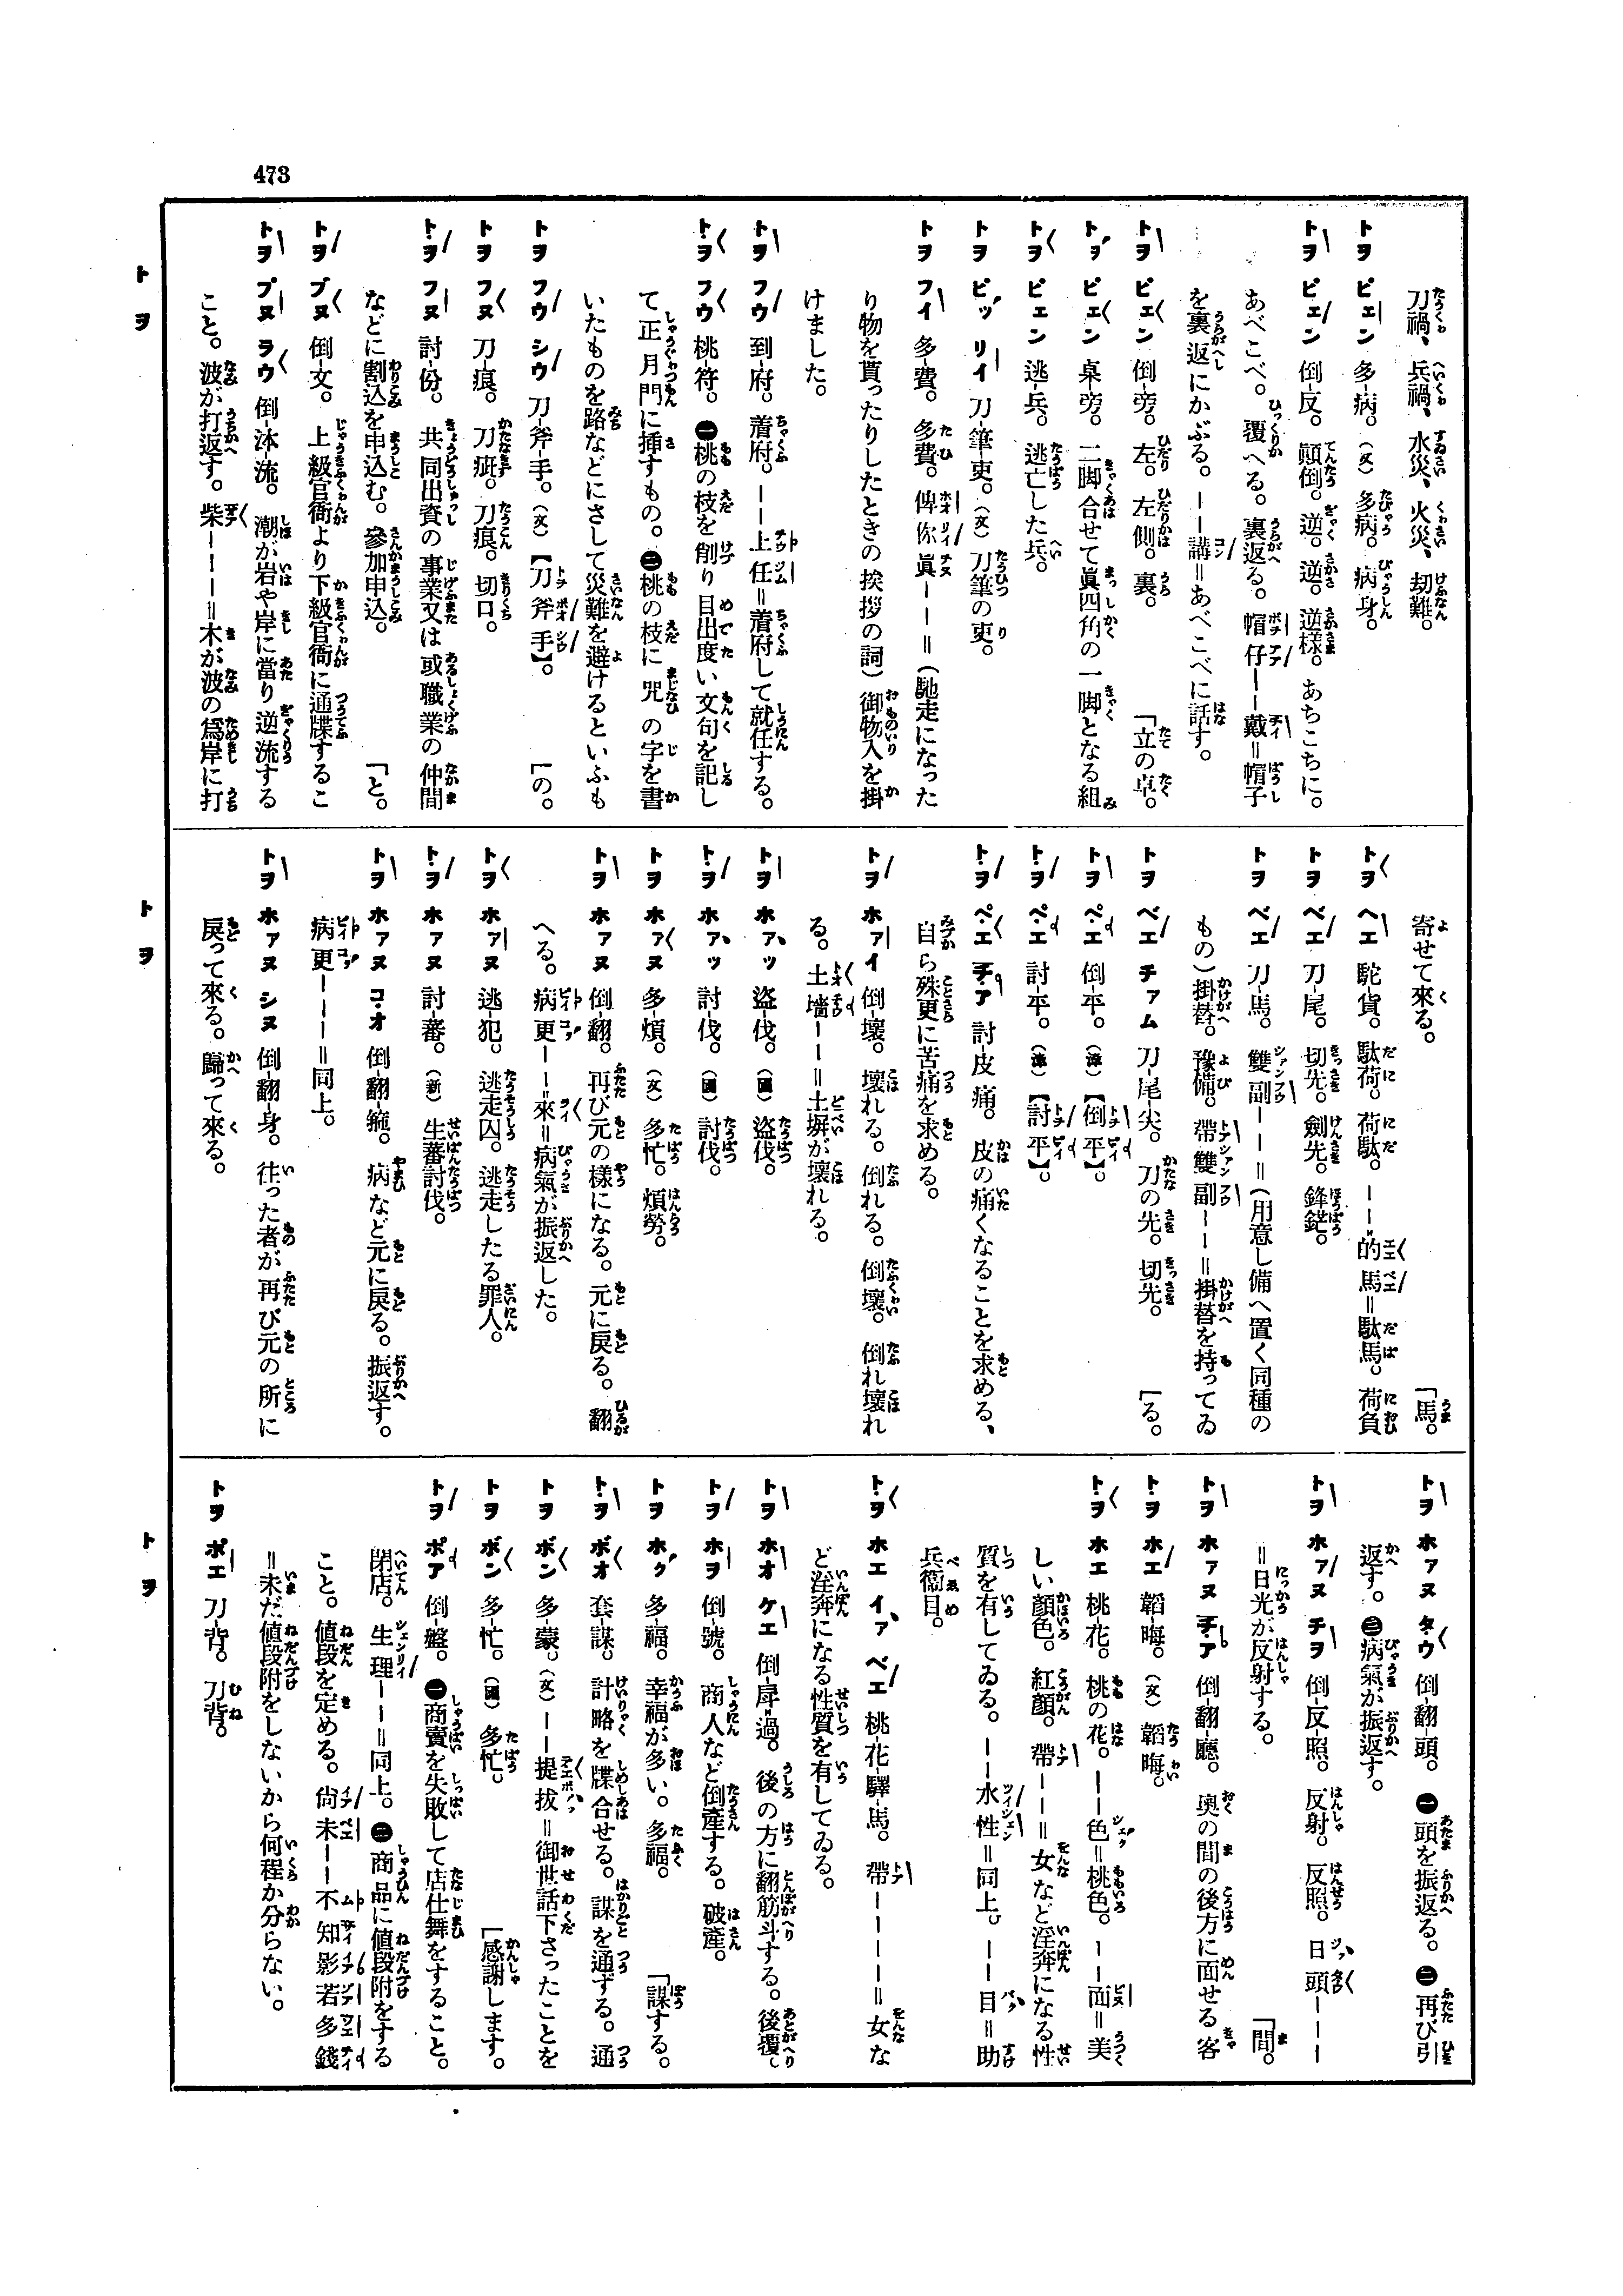 473
刀禍、兵禍、水災、火災、刧難。
トヲ ビェン 多-病。(文)多病。病身。
トヲ ビェン 倒-反。顚倒。逆。逆。逆樣。あちこちに。
あべこべ。覆へる。裏返る。帽仔ーー戴=帽子
を裏返にかぶる。ーー講=あべこべに話す。
トヲ ビェン 倒-旁。左。左側。裏。「立の卓。
トヲ ビェン 桌-旁。二脚合せて眞四角の一脚となる組
トヲ ビェン 逃-兵。逃亡した兵。
トヲ ビッ リイ 刀-筆-吏。(文)刀筆の吏。
トヲ フイ 多-費。多費。俾你眞ーー=(馳走になった
り物を貰ったりしたときの挨拶の詞)御物入を掛
けました。
トヲ フウ 到-府。着府。ーー上任=着府して就任する。
トヲ フウ 桃-符。㊀桃の枝を削り目出度い文句を記し
て正月門に挿すもの。㊁桃の枝に咒の字を書
いたものを路などにさして災難を避けるといふも
トヲ フウ シウ 刀-斧-手。(文)【刀斧手】。「の。
トヲ フヌ 刀-痕。刀疵。刀痕。切口。
トヲ フヌ 討-份。共同出資の事業又は或職業の仲間
などに割込を申込む。參加申込。「と。
トヲ ブヌ 倒-文。上級官衙より下級官衙に通牒するこ
トヲ プヌ ラウ 倒-㳍-流。潮が岩や岸に當り逆流する
こと。波が打返す。柴ーーー=木が波の爲岸に打
寄せて來る。「馬。
トヲ ヘエ 駝-貨。駄荷。荷駄。ーー的馬=駄馬。荷負
トヲ ベエ 刀-尾。切先。劍先。鋒鋩。
トヲ ベエ 刀-馬。雙副ーー=(用意し備へ置く同種の
もの)掛替。豫備。帶雙副ーー=掛替を持ってゐ
トヲ ベエ チァム 刀-尾-尖。刀の先。切先。「る。
トヲ ペエ 倒-平。(漳)【倒平】。
トヲ ペエ 討-平。(漳)【討平】。
トヲ ペエ チァ 討-皮-痛。皮の痛くなることを求める、
自ら殊更に苦痛を求める。
トヲ ホァイ 倒-壞。壞れる。倒れる。倒壞。倒れ壞れ
る。土墻ーー=土塀が壞れる。
トヲ ホァッ 盜-伐。(國)盜伐。
トヲ ホァッ 討-伐。(國)討伐。
トヲ ホァヌ 多-煩。(文)多忙。煩勞。
トヲ ホァヌ 倒-翻。再び元の樣になる。元に戾る。翻
へる。病更ーー來=病氣が振返した。
トヲ ホァヌ 逃-犯。逃走囚。逃走したる罪人。
トヲ ホァヌ 討-蕃。(新)生蕃討伐。
トヲ ホァヌ コオ 倒-翻-箍。病など元に戾る。振返す。
病更ーーー=同上。
トヲ ホァヌ シヌ 倒-翻-身。往った者が再び元の所に
戾って來る。歸って來る。
トヲ ホァヌ タウ 倒-翻-頭。㊀頭を振返る。㊁再び引
返す。㊂病氣が振返す。
トヲ ホァヌ チヲ 倒-反-照。反射。反照。日頭ーーー
=日光が反射する。「間。
トヲ ホァヌ チァ 倒-翻-廳。奥の間の後方に面せる客
トヲ ホエ 韜-晦。(文)韜晦。
トヲ ホエ 桃-花。桃の花。ーー色=桃色。ーー面=美
しい顏色。紅顏。帶ーー=女など淫奔になる性
質を有してゐる。ーー水性=同上。ーー目=助
兵衞目。
トヲ ホエ イァ ベエ 桃-花-驛-馬。帶ーーーー=女な
ど淫奔になる性質を有してゐる。
トヲ ホオ ケエ 倒-戽-過。後の方に翻筋斗する。後覆し
トヲ ホヲ 倒-號。商人など倒產する。破產。
トヲ ホク 多-福。幸福が多い。多福。「謀する。
トヲ ボオ 套-謀。計略を牒合せる。謀を通ずる。通
トヲ ボン 多-蒙。(文)ーー提拔=御世話下さったことを
トヲ ボン 多-忙。(國)多忙。「感謝します。
トヲ ポア 倒-盤。㊀商賣を失敗して店仕舞をすること。
閉店。生理ーー=同上。㊁商品に値段附をする
こと。値段を定める。尙未ーー不知影若多錢
=未だ値段附をしないから何程か分らない。
トヲ ポエ 刀-背。刀背。
トヲ
トヲ
トヲ